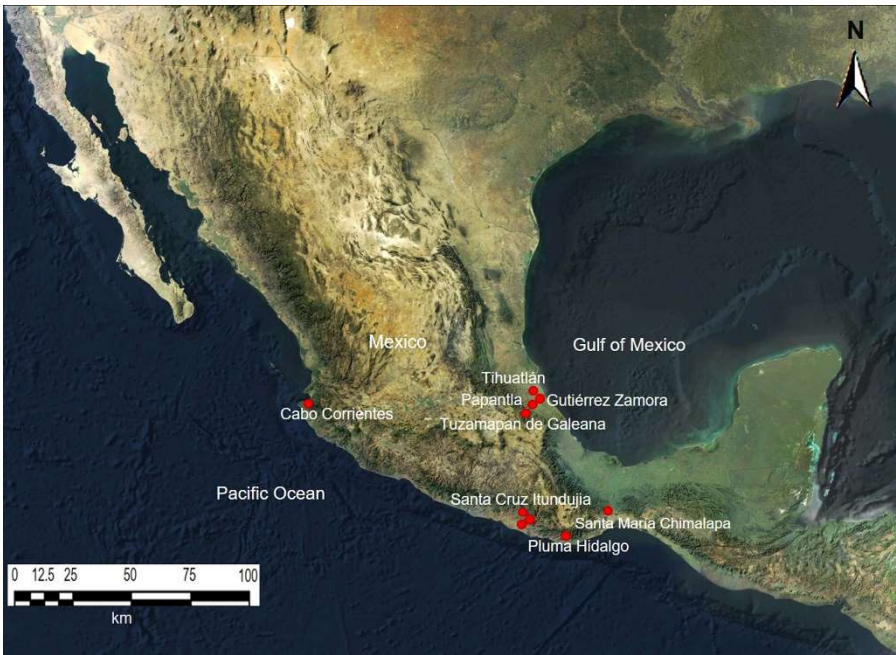 N
Mexico
Gulf of Mexico
Tihuatlán
Papantla
Gutiérrez Zamora
Cabo Corrientes
Tuzamapan de Galeana
Pacific Ocean
Santa Cruz Itundujia
Santa María Chimalapa
Pluma Hidalgo
0 12.5 25 50 75 100
km